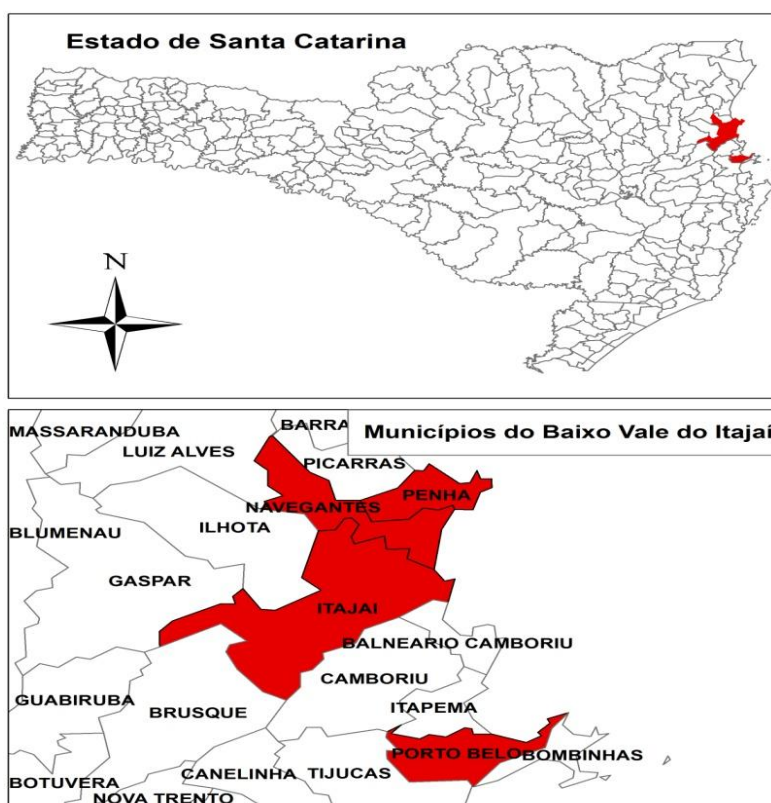 Estado de Santa Catarina
N
Municípios do Baixo Vale do Itajaí
BARRA
MASSARANDUBA
LUIZ ALVES
PICARRAS
PENHA
NAVEGANTES
ILHOTA
BLUMENAU
GASPAR
ITAJAI
BALNEARIO CAMBORIU
CAMBORIU
GUABIRUBA
BRUSQUE
ITAPEMA
PORTO BELO
BOMBINHAS
CANELINHA
TIJUCAS
BOTUVERA
NOVA TRENTO